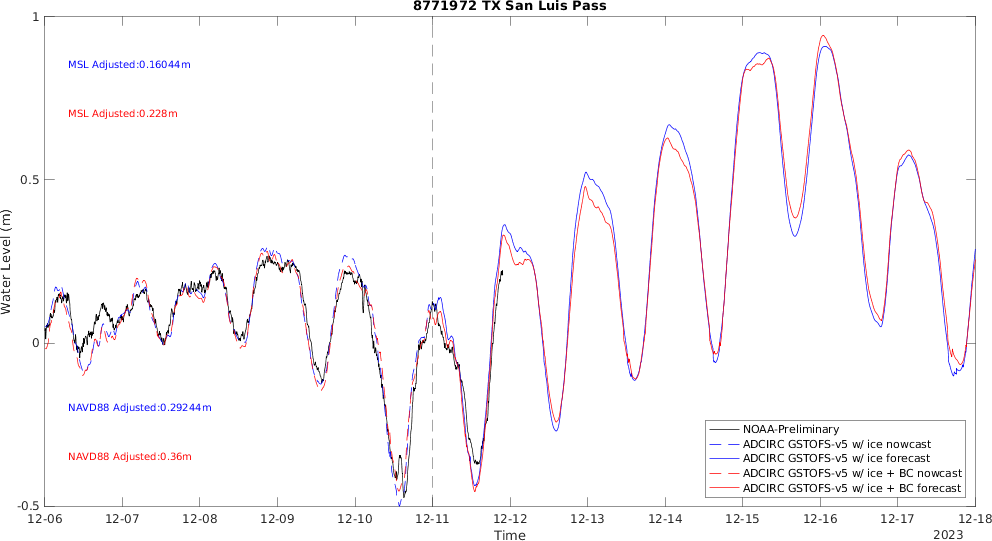 8771972 TX San Luis Pass
1
0.5
0
-0.5
Water Level (m)
MSL Adjusted:0.16044m
MSL Adjusted:0.228m
NAVD88 Adjusted:0.29244m
NAVD88 Adjusted:0.36m
NOAA-Preliminary
ADCIRC GSTOFS-v5 w/ ice nowcast
ADCIRC GSTOFS-v5 w/ ice forecast
ADCIRC GSTOFS-v5 w/ ice + BC nowcast
ADCIRC GSTOFS-v5 w/ ice + BC forecast
12-06 12-07 12-08 12-09 12-10 12-11 12-12 12-13 12-14 12-15 12-16 12-17 12-18
Time
2023